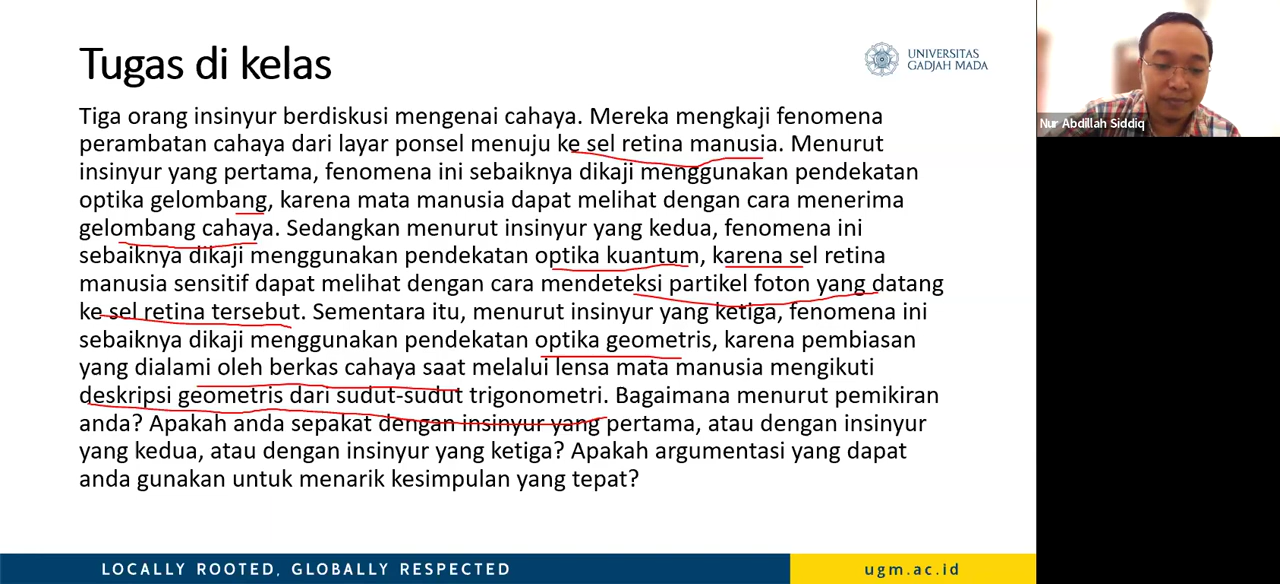 Tugas di kelas
UNIVERSITAS
GADJAH MADA
Tiga orang insinyur berdiskusi mengenai cahaya. Mereka mengkaji fenomena
perambatan cahaya dari layar ponsel menuju ke sel retina manusia. Menurut
insinyur yang pertama, fenomena ini sebaiknya dikaji menggunakan pendekatan
optika gelombang, karena mata manusia dapat melihat dengan cara menerima
gelombang cahaya. Sedangkan menurut insinyur yang kedua, fenomena ini
sebaiknya dikaji menggunakan pendekatan optika kuantum, karena sel retina
manusia sensitif dapat melihat dengan cara mendeteksi partikel foton yang datang
ke sel retina tersebut. Sementara itu, menurut insinyur yang ketiga, fenomena ini
sebaiknya dikaji menggunakan pendekatan optika geometris, karena pembiasan
yang dialami oleh berkas cahaya saat melalui lensa mata manusia mengikuti
deskripsi geometris dari sudut-sudut trigonometri. Bagaimana menurut pemikiran
anda? Apakah anda sepakat dengan insinyur yang pertama, atau dengan insinyur
yang kedua, atau dengan insinyur yang ketiga? Apakah argumentasi yang dapat
anda gunakan untuk menarik kesimpulan yang tepat?
Nur Abdillah Siddiq
LOCALLY ROOTED, GLOBALLY RESPECTED
ugm.ac.id